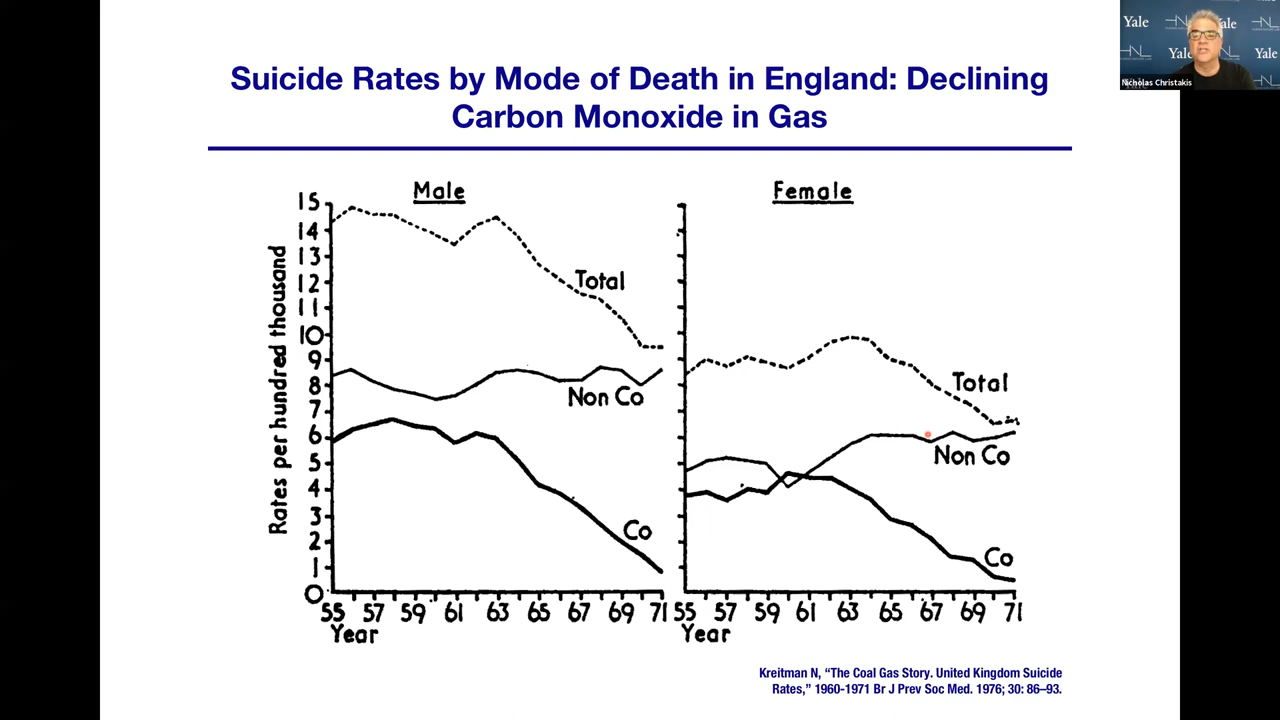 Suicide Rates by Mode of Death in England: Declining
Carbon Monoxide in Gas
Yale
NL
Yale
NL
Yale
Nicholas Christakis
Male
Female
Rates per hundred thousand
15
14
13
12
11
10
9
8
7
6
5
4
3
2
1
0
Total
Non Co
Co
Total
Non Co
Co
55 57 59 61 63 65 67 69 71
Year
55 57 59 61 63 65 67 69 71
Year
Kreitman N, “The Coal Gas Story. United Kingdom Suicide
Rates,” 1960-1971 Br J Prev Soc Med. 1976; 30: 86–93.